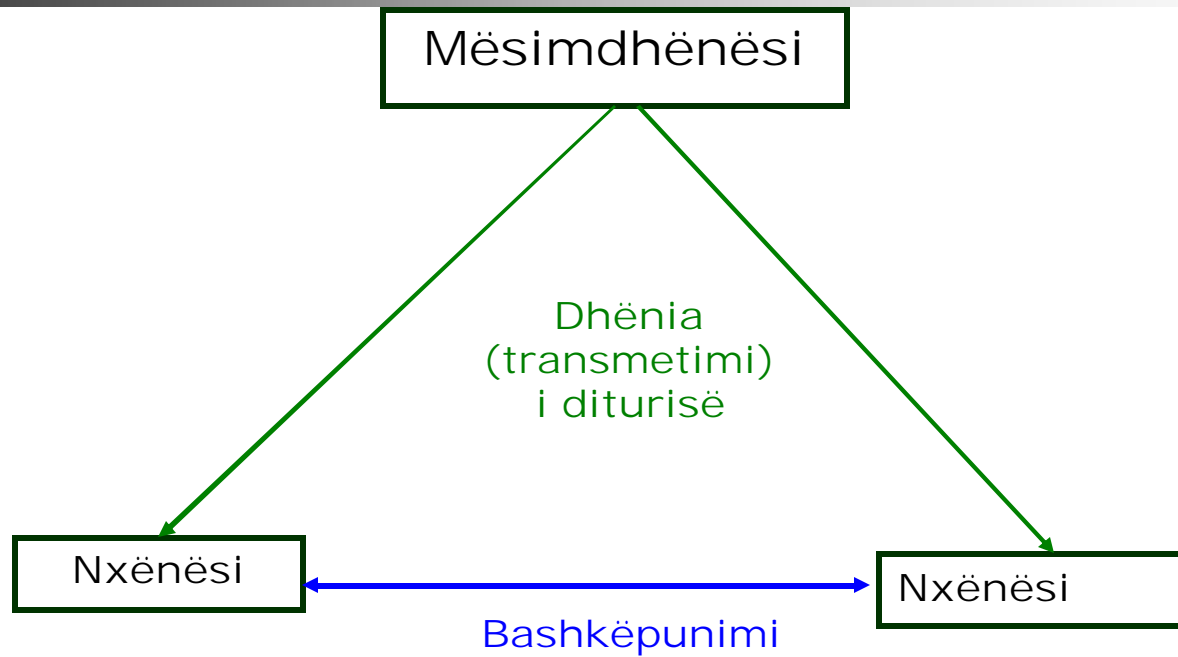 Mësimdhënësi
Dhënia
(transmetimi)
i diturisë
Nxënësi
Nxënësi
Bashkëpunimi